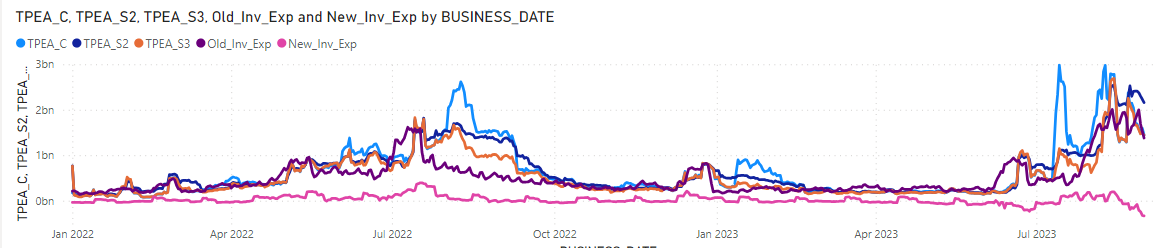 TPEA_C, TPEA_S2, TPEA_S3, Old_Inv_Exp and New_Inv_Exp by BUSINESS_DATE
TPEA_C TPEA_S2 TPEA_S3 Old_Inv_Exp New_Inv_Exp
TPEA_C, TPEA_S2, TPEA_...
3bn
2bn
1bn
0bn
Jan 2022 Apr 2022 Jul 2022 Oct 2022 Jan 2023 Apr 2023 Jul 2023
BUSINESS_DATE